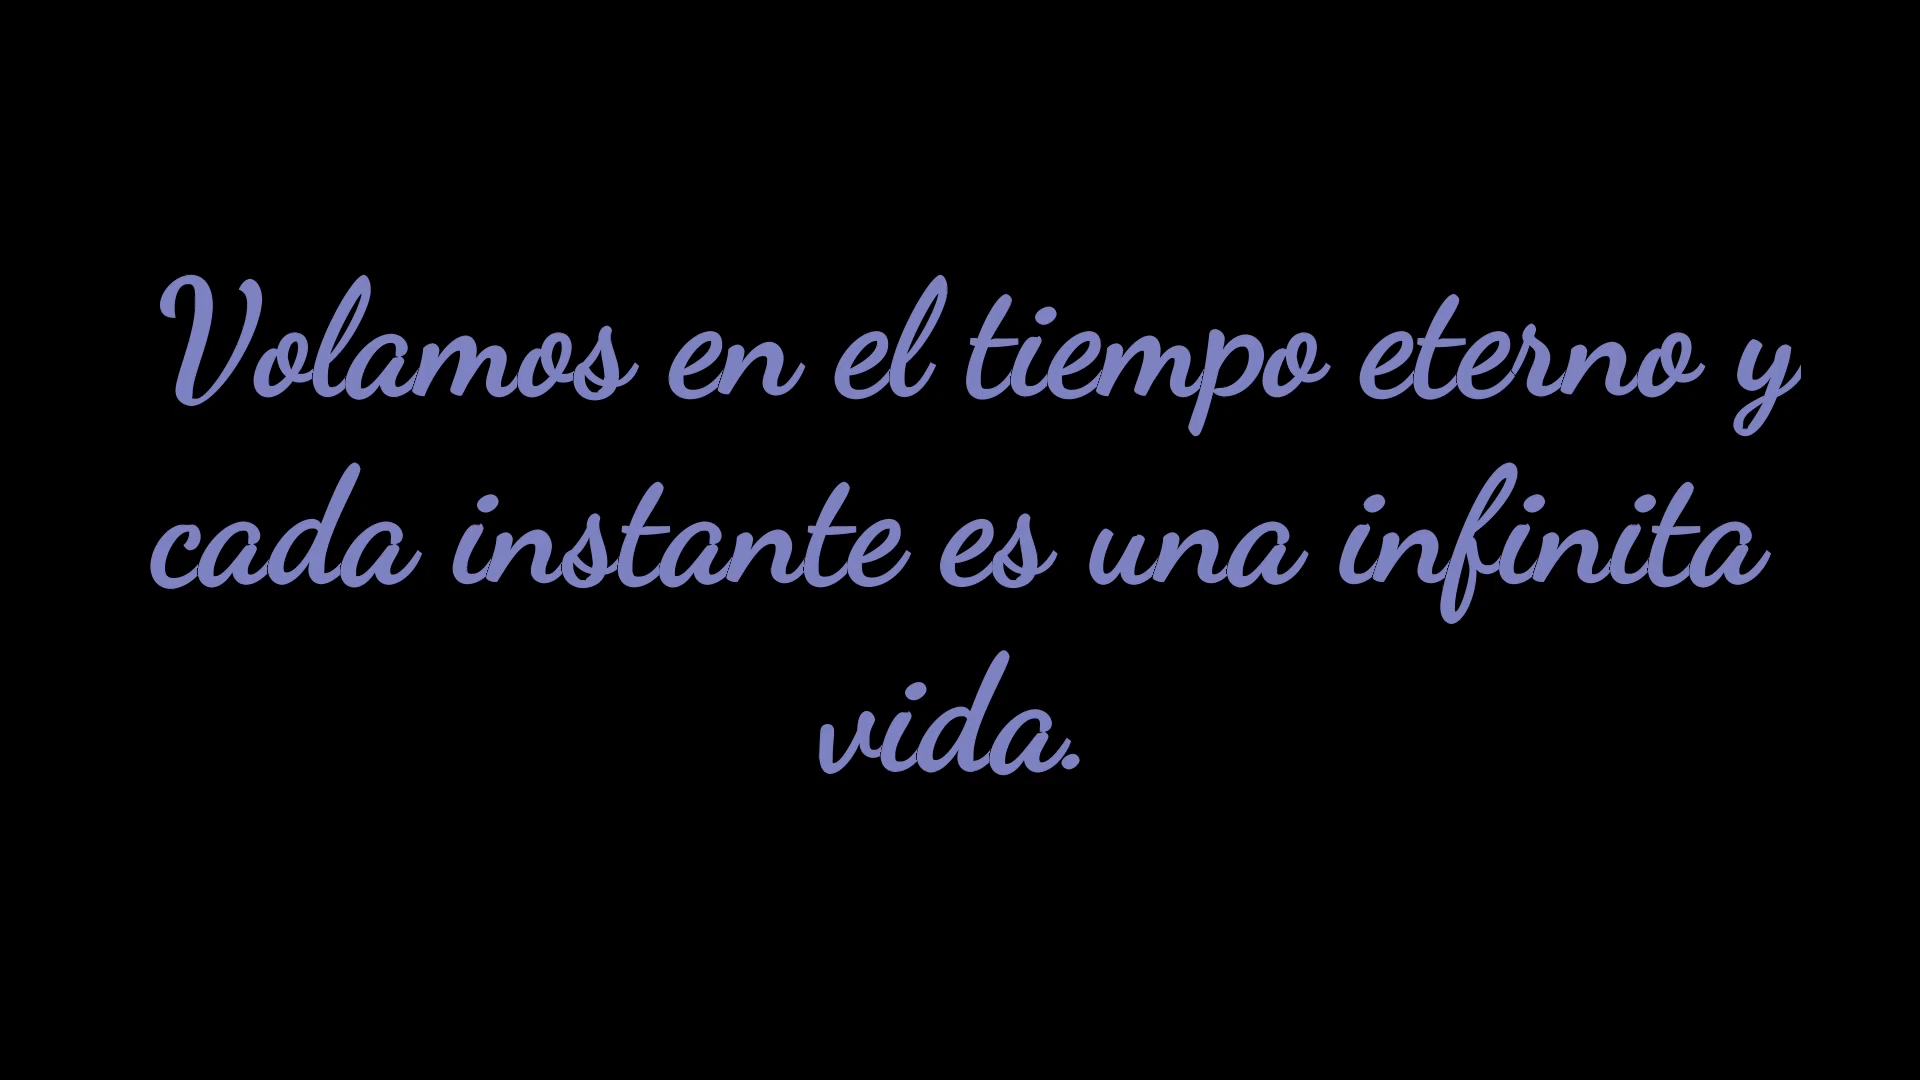 Volamos en el tiempo eterno y
cada instante es una infinita
vida.